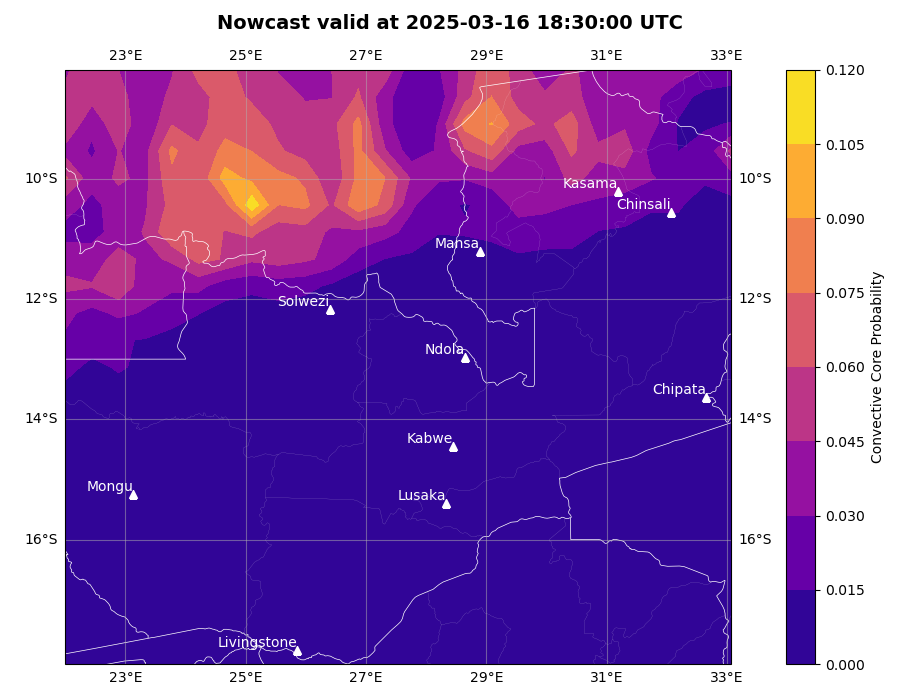 Nowcast valid at 2025-03-16 18:30:00 UTC
23°E 25°E 27°E 29°E 31°E 33°E
0.120
0.105
10°S Kasama 10°S
Chinsali
0.090
Mansa
12°S 12°S
Solwezi
0.075
Ndola
0.060
Chipata
14°S 14°S
Kabwe
0.045
Mongu
Lusaka
0.030
16°S 16°S
0.015
Livingstone
0.000
23°E 25°E 27°E 29°E 31°E 33°E
Convective Core Probability